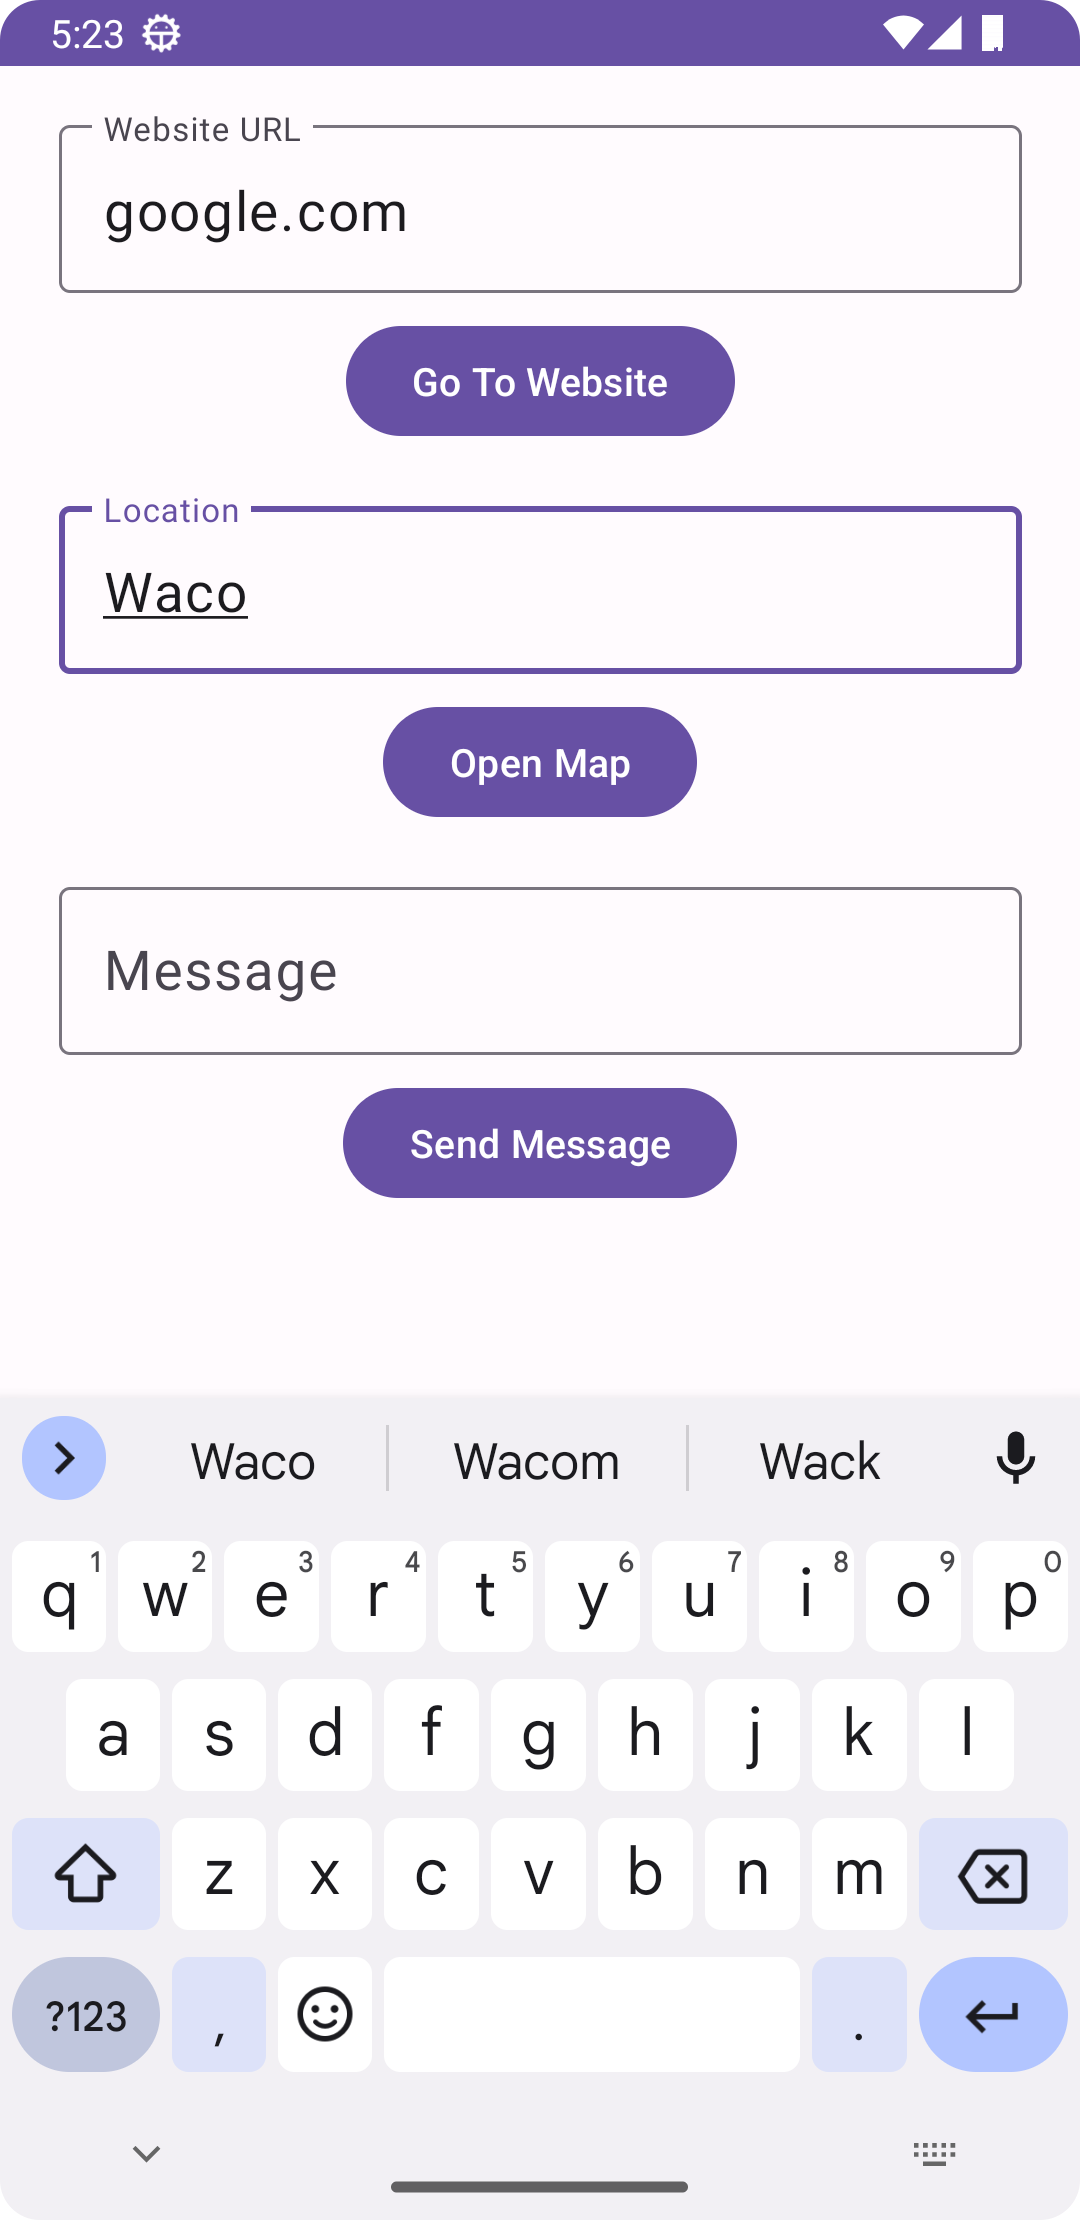 5:23
Website URL
google.com
Go To Website
Location
Waco
Open Map
Message
Send Message
Waco Wacom Wack
q 1 w 2 e 3 r 4 t 5 y 6 u 7 i 8 o 9 p 0
a s d f g h j k l
z x c v b n m
?123 , .